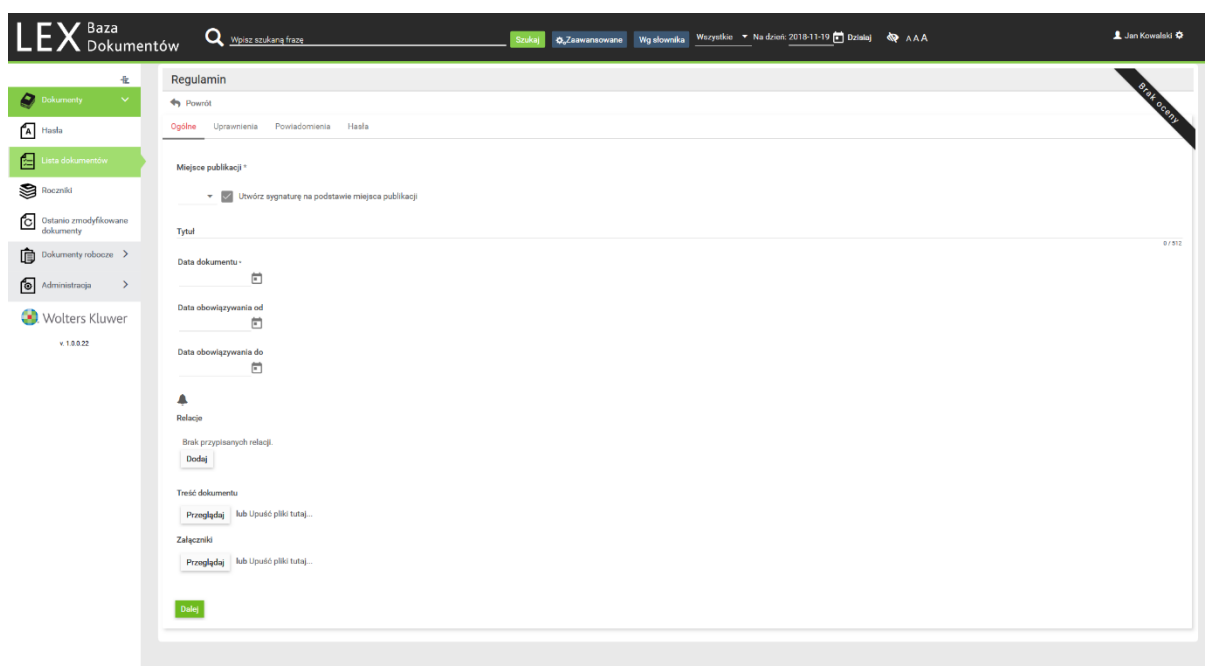 LEX Baza
Dokumentów
Wpisz szukaną frazę
Szukaj
Zaawansowane
Wg słownika
Wszystkie
Na dzień: 2018-11-19
Dzisiaj
A A A
Jan Kowalski
Dokumenty
Hasła
Lista dokumentów
Roczniki
Ostanio zmodyfikowane
dokumenty
Dokumenty robocze
Administracja
Wolters Kluwer
v. 1.0.0.22
Regulamin
Powrót
Brak oceny
Ogólne Uprawnienia Powiadomienia Hasła
Miejsce publikacji *
Utwórz sygnaturę na podstawie miejsca publikacji
Tytuł
0 / 512
Data dokumentu *
Data obowiązywania od
Data obowiązywania do
Relacje
Brak przypisanych relacji.
Dodaj
Treść dokumentu
Przeglądaj lub Upuść pliki tutaj...
Załączniki
Przeglądaj lub Upuść pliki tutaj...
Dalej